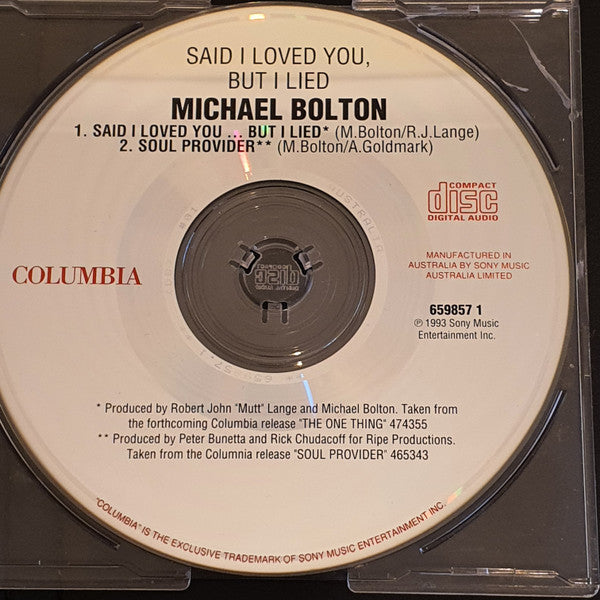 SAID I LOVED YOU,
BUT I LIED
MICHAEL BOLTON
1. SAID I LOVED YOU ... BUT I LIED* (M.Bolton/R.J.Lange)
2. SOUL PROVIDER** (M.Bolton/A.Goldmark)
COMPACT
disc
DIGITAL AUDIO
COLUMBIA
MANUFACTURED IN
AUSTRALIA BY SONY MUSIC
AUSTRALIA LIMITED
659857 1
℗ 1993 Sony Music
Entertainment Inc.
* Produced by Robert John "Mutt" Lange and Michael Bolton. Taken from
the forthcoming Columbia release "THE ONE THING" 474355
** Produced by Peter Bunetta and Rick Chudacoff for Ripe Productions.
Taken from the Columnia release "SOUL PROVIDER" 465343
"COLUMBIA" IS THE EXCLUSIVE TRADEMARK OF SONY MUSIC ENTERTAINMENT INC.